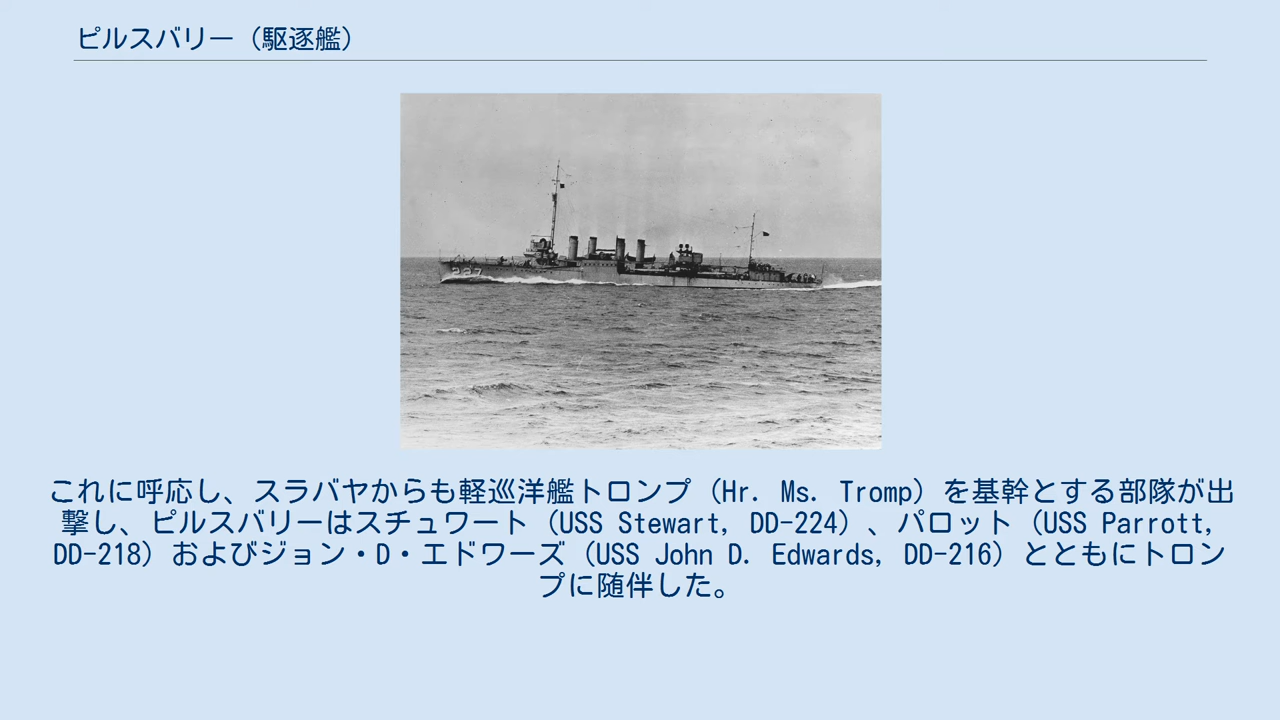 ピルスバリー（駆逐艦）
227
これに呼応し、スラバヤからも軽巡洋艦トロンプ（Hr. Ms. Tromp）を基幹とする部隊が出
撃し、ピルスバリーはスチュワート（USS Stewart, DD-224）、パロット（USS Parrott,
DD-218）およびジョン・D・エドワーズ（USS John D. Edwards, DD-216）とともにトロン
プに随伴した。